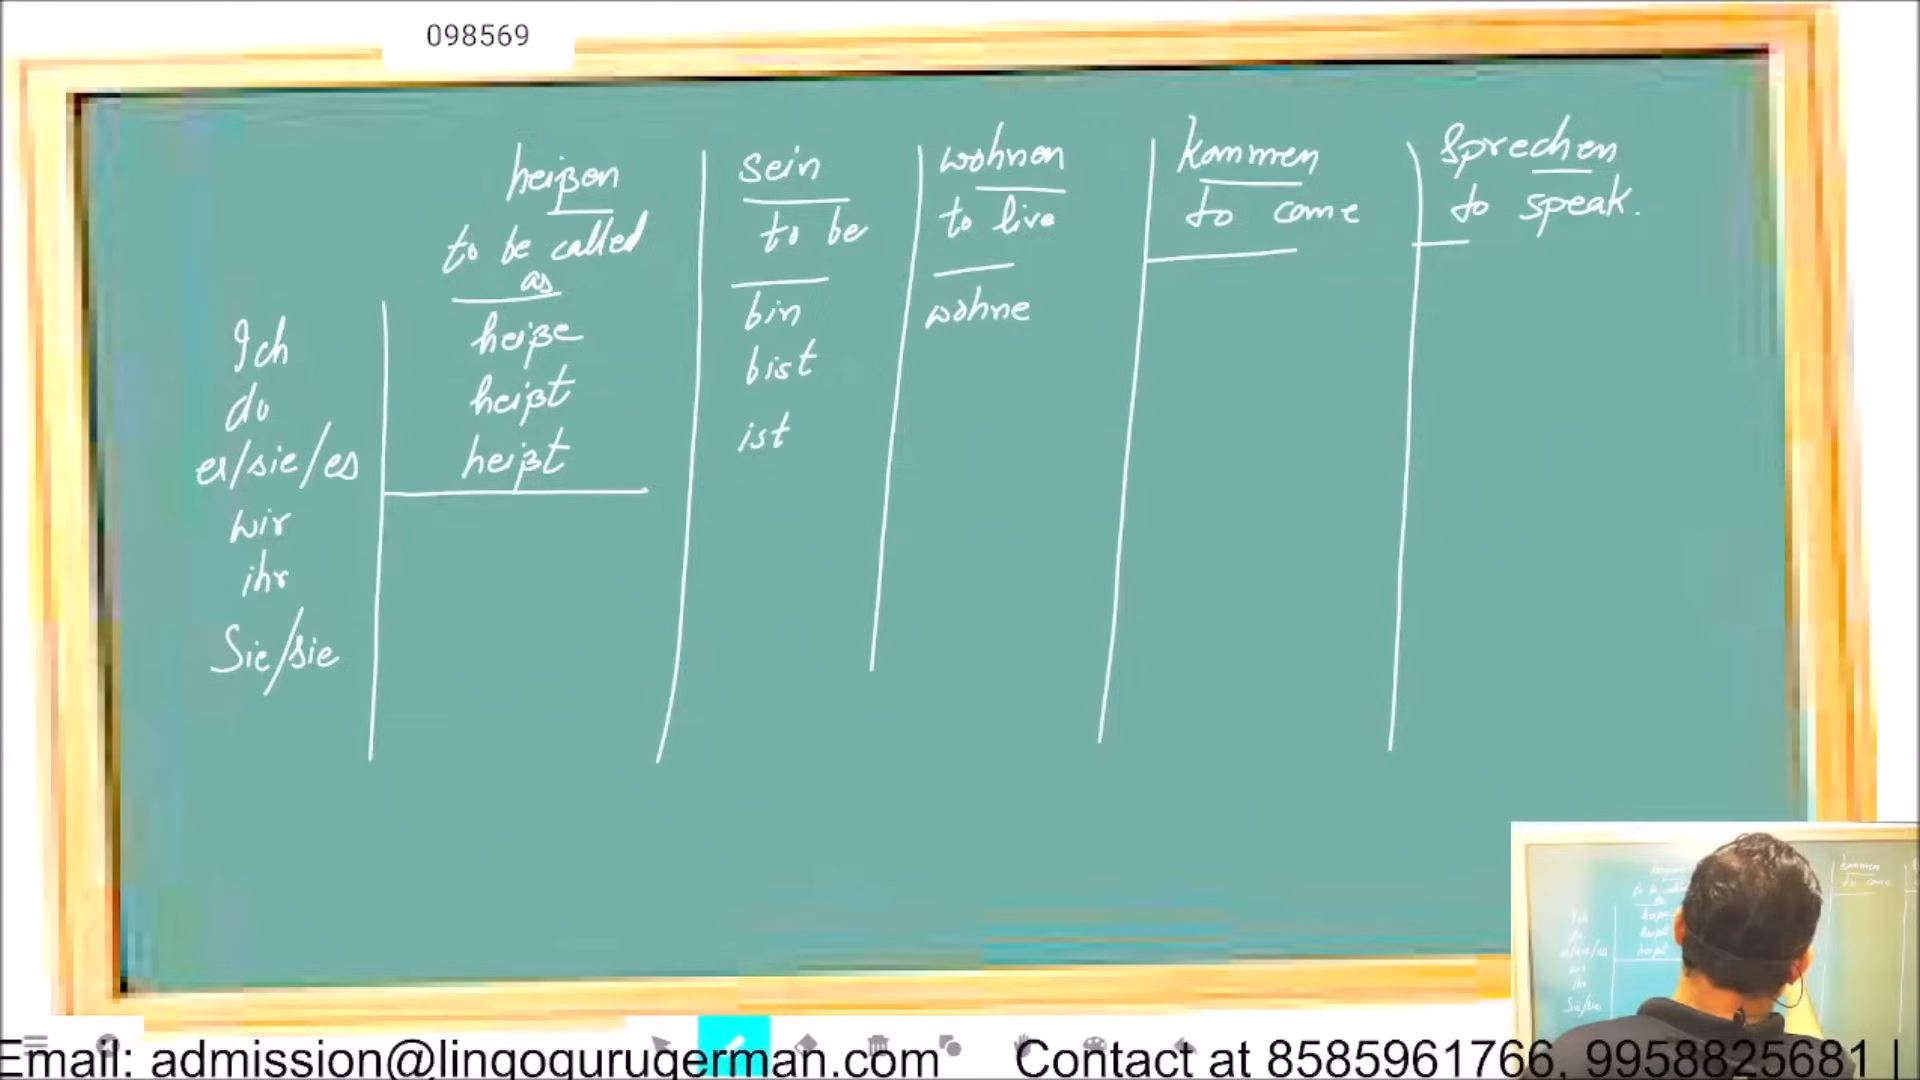 098569
heißen | sein | wohnen | kommen | sprechen
to be called as | to be | to live | to come | to speak.
Ich | heiße | bin | wohne
du | heißt | bist
er/sie/es | heißt | ist
wir
ihr
Sie/sie
Email: admission@lingogurugerman.com Contact at 8585961766, 9958825681 |